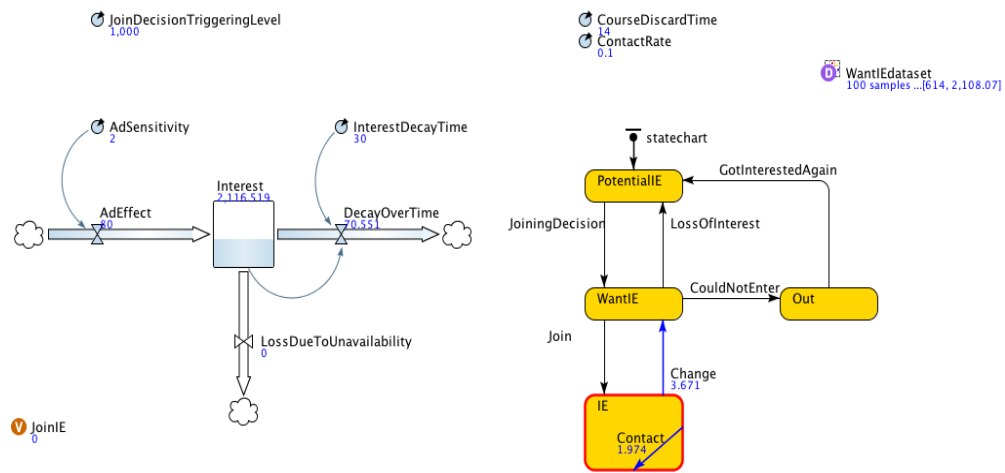 JoinDecisionTriggeringLevel
1,000
CourseDiscardTime
14
ContactRate
0.1
D
WantIEdataset
100 samples ...[614, 2,108.07]
AdSensitivity
2
InterestDecayTime
30
statechart
PotentialIE
GotInterestedAgain
Interest
2,116.519
AdEffect
80
DecayOverTime
70.551
JoiningDecision
LossOfInterest
WantIE
CouldNotEnter
Out
Join
LossDueToUnavailability
0
Change
3.671
IE
Contact
1.974
V
JoinIE
0